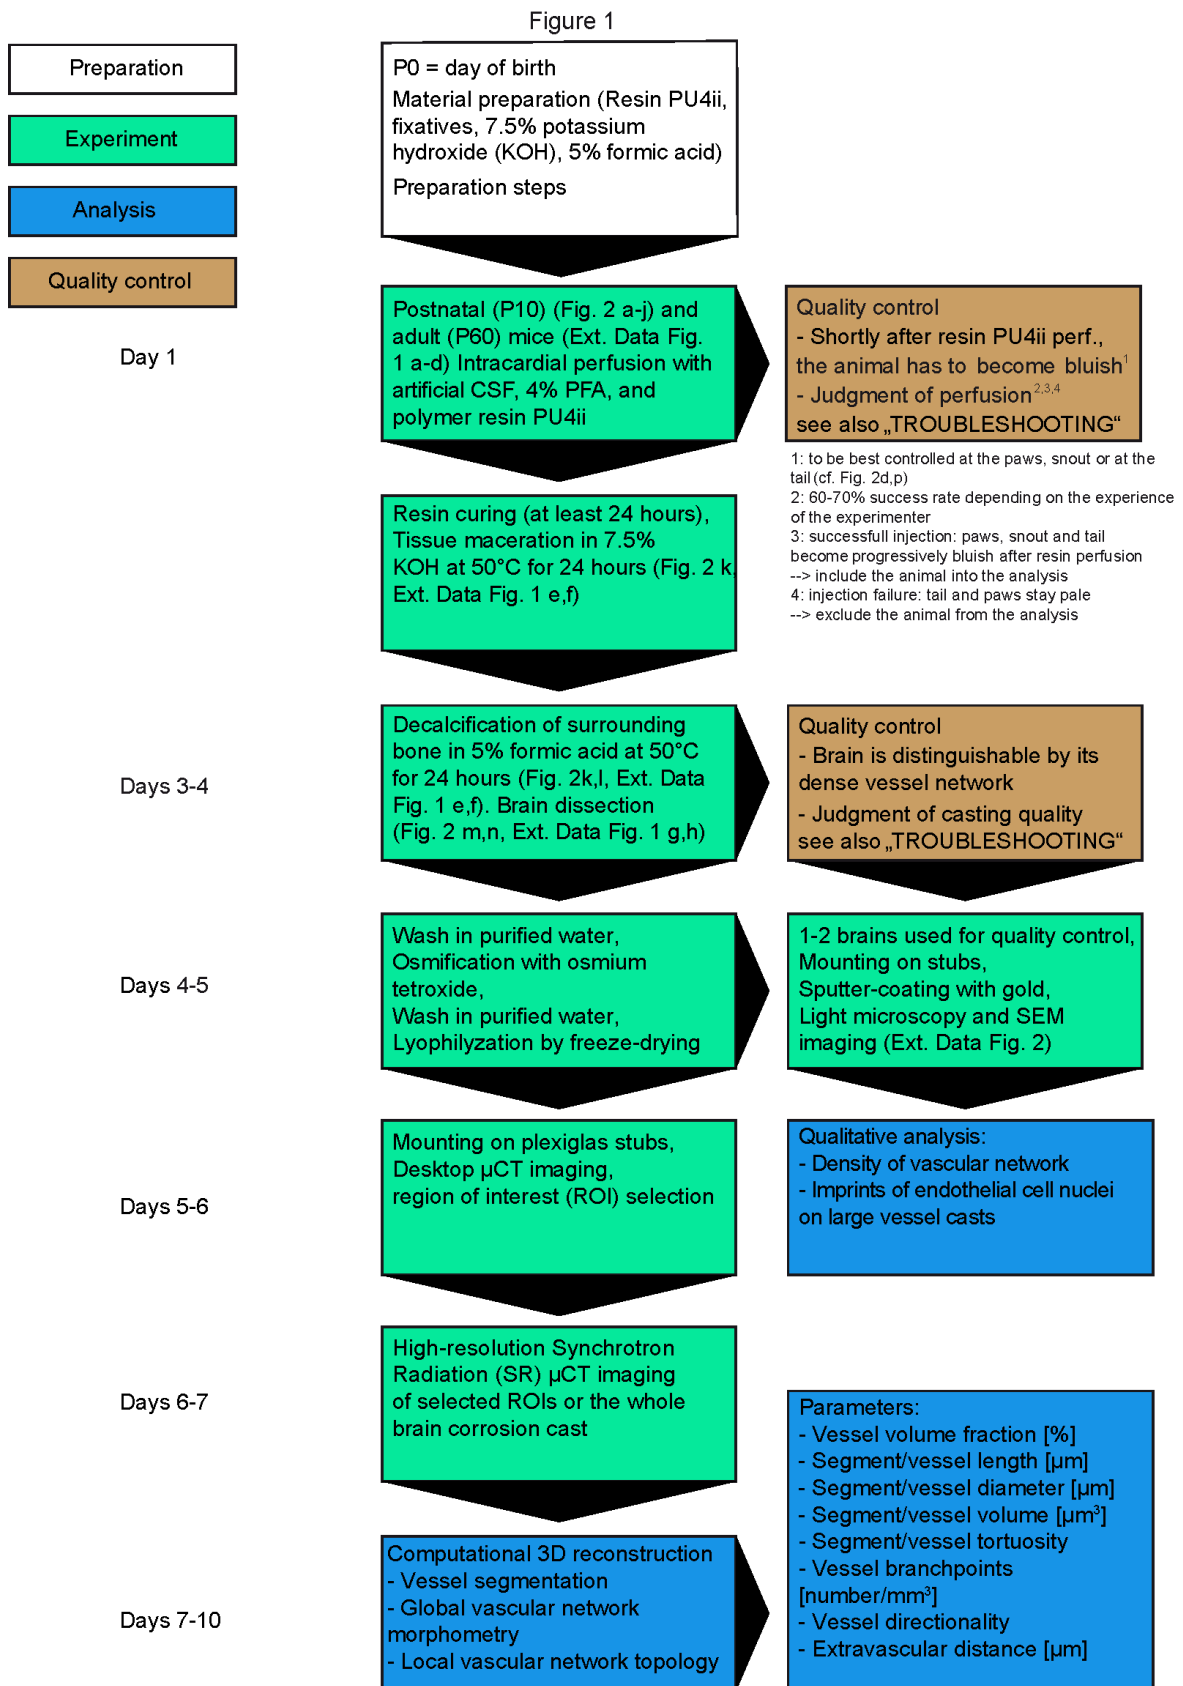 Figure 1
Preparation
Experiment
Analysis
Quality control
P0 = day of birth
Material preparation (Resin PU4ii,
fixatives, 7.5% potassium
hydroxide (KOH), 5% formic acid)
Preparation steps
Day 1
Postnatal (P10) (Fig. 2 a-j) and
adult (P60) mice (Ext. Data Fig.
1 a-d) Intracardial perfusion with
artificial CSF, 4% PFA, and
polymer resin PU4ii
Quality control
- Shortly after resin PU4ii perf.,
the animal has to become bluish1
- Judgment of perfusion2,3,4
see also „TROUBLESHOOTING“
1: to be best controlled at the paws, snout or at the
tail (cf. Fig. 2d,p)
2: 60-70% success rate depending on the experience
of the experimenter
3: successfull injection: paws, snout and tail
become progressively bluish after resin perfusion
--> include the animal into the analysis
4: injection failure: tail and paws stay pale
--> exclude the animal from the analysis
Resin curing (at least 24 hours),
Tissue maceration in 7.5%
KOH at 50°C for 24 hours (Fig. 2 k,
Ext. Data Fig. 1 e,f)
Days 3-4
Decalcification of surrounding
bone in 5% formic acid at 50°C
for 24 hours (Fig. 2k,l, Ext. Data
Fig. 1 e,f). Brain dissection
(Fig. 2 m,n, Ext. Data Fig. 1 g,h)
Quality control
- Brain is distinguishable by its
dense vessel network
- Judgment of casting quality
see also „TROUBLESHOOTING“
Days 4-5
Wash in purified water,
Osmification with osmium
tetroxide,
Wash in purified water,
Lyophilyzation by freeze-drying
1-2 brains used for quality control,
Mounting on stubs,
Sputter-coating with gold,
Light microscopy and SEM
imaging (Ext. Data Fig. 2)
Days 5-6
Mounting on plexiglas stubs,
Desktop µCT imaging,
region of interest (ROI) selection
Qualitative analysis:
- Density of vascular network
- Imprints of endothelial cell nuclei
on large vessel casts
Days 6-7
High-resolution Synchrotron
Radiation (SR) µCT imaging
of selected ROIs or the whole
brain corrosion cast
Days 7-10
Computational 3D reconstruction
- Vessel segmentation
- Global vascular network
morphometry
- Local vascular network topology
Parameters:
- Vessel volume fraction [%]
- Segment/vessel length [µm]
- Segment/vessel diameter [µm]
- Segment/vessel volume [µm³]
- Segment/vessel tortuosity
- Vessel branchpoints
[number/mm³]
- Vessel directionality
- Extravascular distance [µm]